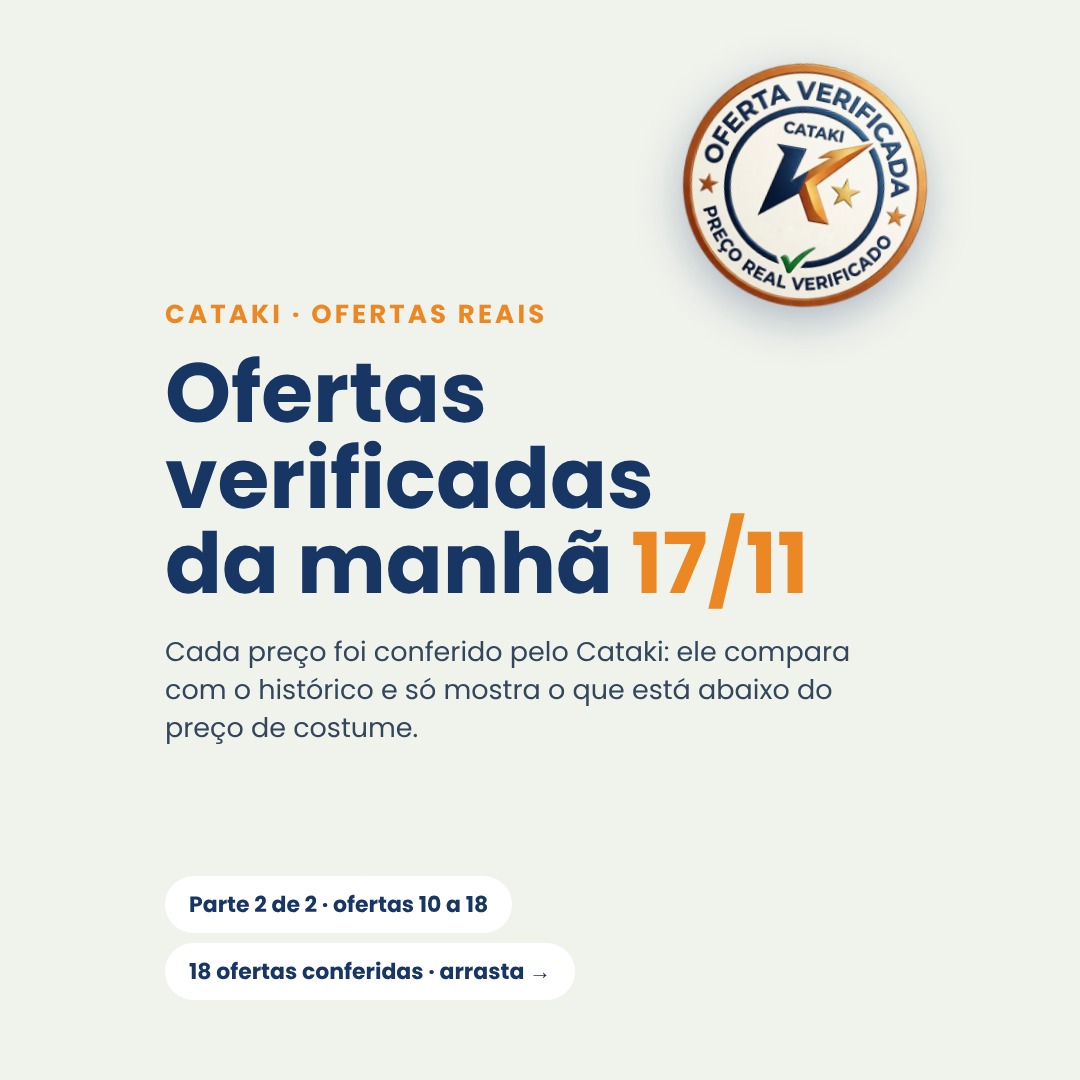 OFERTA VERIFICADA
CATAKI
PREÇO REAL VERIFICADO
CATAKI · OFERTAS REAIS
Ofertas
verificadas
da manhã 17/11
Cada preço foi conferido pelo Cataki: ele compara
com o histórico e só mostra o que está abaixo do
preço de costume.
Parte 2 de 2 · ofertas 10 a 18
18 ofertas conferidas · arrasta →